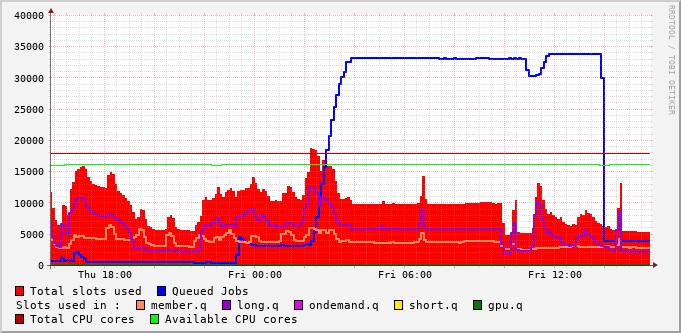 40000
35000
30000
25000
20000
15000
10000
5000
0
Thu 18:00 Fri 00:00 Fri 06:00 Fri 12:00
RRDTOOL / TOBI OETIKER
Total slots used Queued Jobs
Slots used in : member.q long.q ondemand.q short.q gpu.q
Total CPU cores Available CPU cores